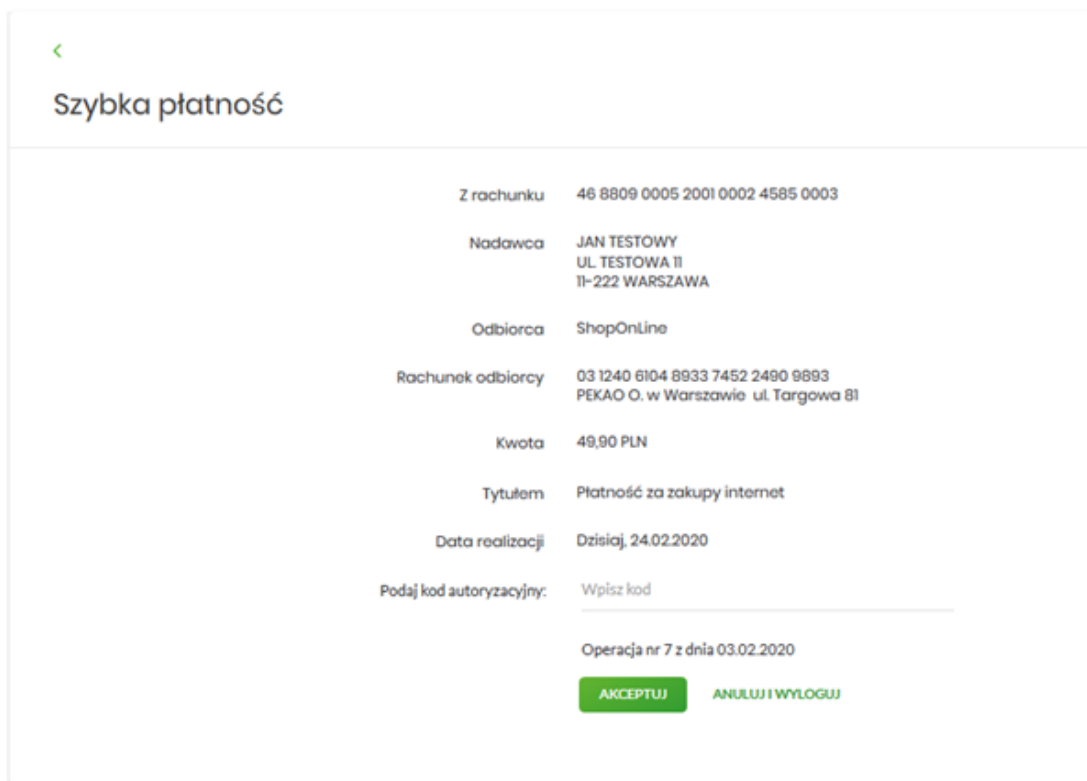 Szybka płatność
Z rachunku 46 8809 0005 2001 0002 4585 0003
Nadawca JAN TESTOWY
UL. TESTOWA 11
11-222 WARSZAWA
Odbiorca ShopOnLine
Rachunek odbiorcy 03 1240 6104 8933 7452 2490 9893
PEKAO O. w Warszawie ul. Targowa 81
Kwota 49,90 PLN
Tytułem Płatność za zakupy internet
Data realizacji Dzisiaj, 24.02.2020
Podaj kod autoryzacyjny: Wpisz kod
Operacja nr 7 z dnia 03.02.2020
AKCEPTUJ ANULUJ I WYLOGUJ